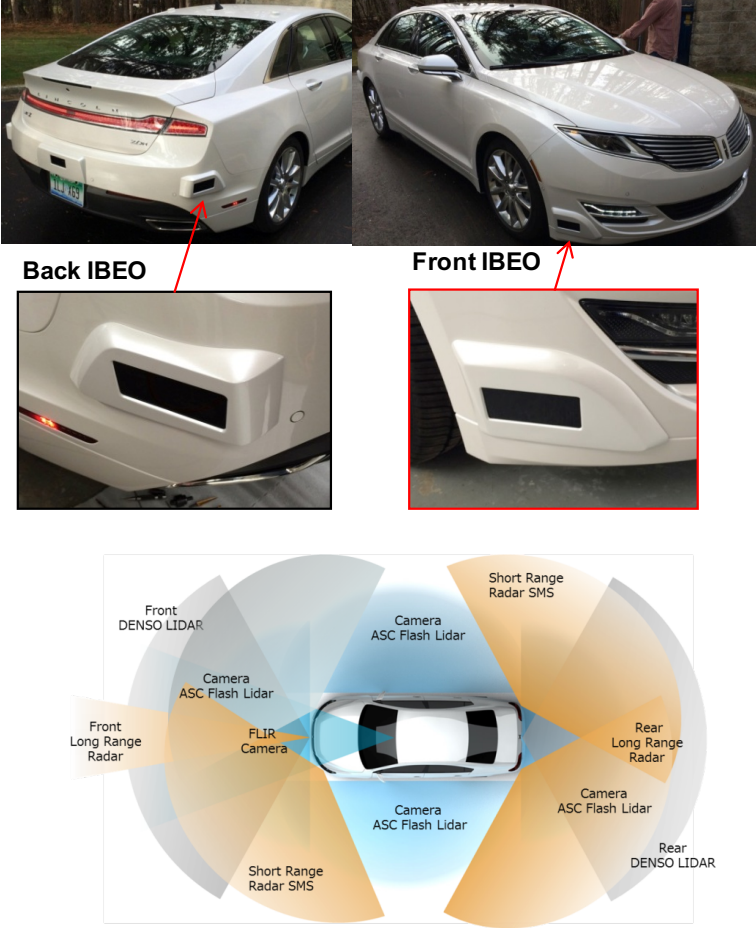 LINCOLN
Back IBEO
Front IBEO
Short Range
Radar SMS
Front
DENSO LIDAR
Camera
ASC Flash Lidar
Camera
ASC Flash Lidar
Front
Long Range
Radar
FLIR
Camera
Rear
Long Range
Radar
Camera
ASC Flash Lidar
Camera
ASC Flash Lidar
Short Range
Radar SMS
Rear
DENSO LIDAR